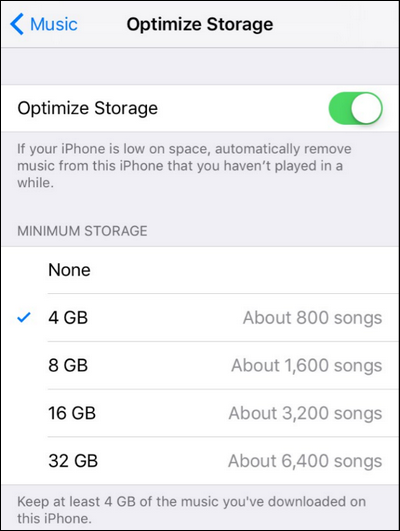 Music Optimize Storage
Optimize Storage
If your iPhone is low on space, automatically remove
music from this iPhone that you haven't played in a
while.
MINIMUM STORAGE
None
4 GB About 800 songs
8 GB About 1,600 songs
16 GB About 3,200 songs
32 GB About 6,400 songs
Keep at least 4 GB of the music you've downloaded on
this iPhone.